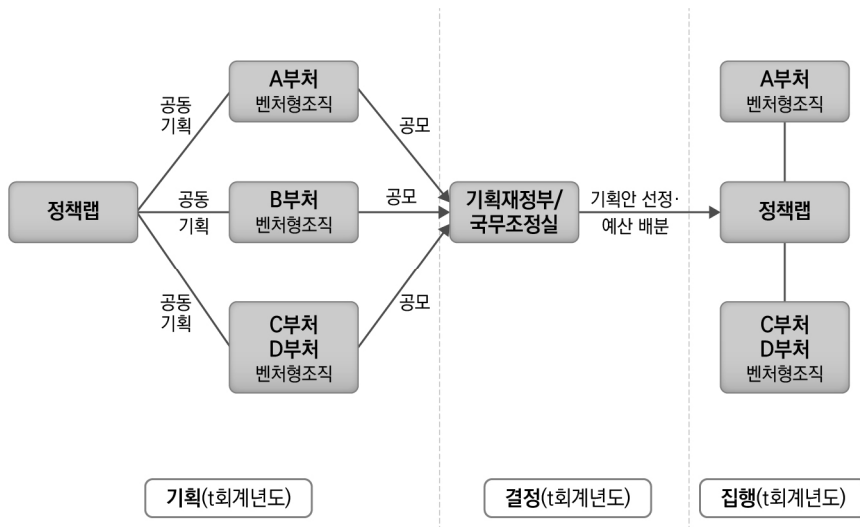 정책랩
공동
기획
A부처
벤처형조직
공모
공동
기획
B부처
벤처형조직
공모
공동
기획
C부처
D부처
벤처형조직
공모
기획재정부/
국무조정실
기획안 선정·
예산 배분
A부처
벤처형조직
정책랩
C부처
D부처
벤처형조직
기획(t회계년도)
결정(t회계년도)
집행(t회계년도)